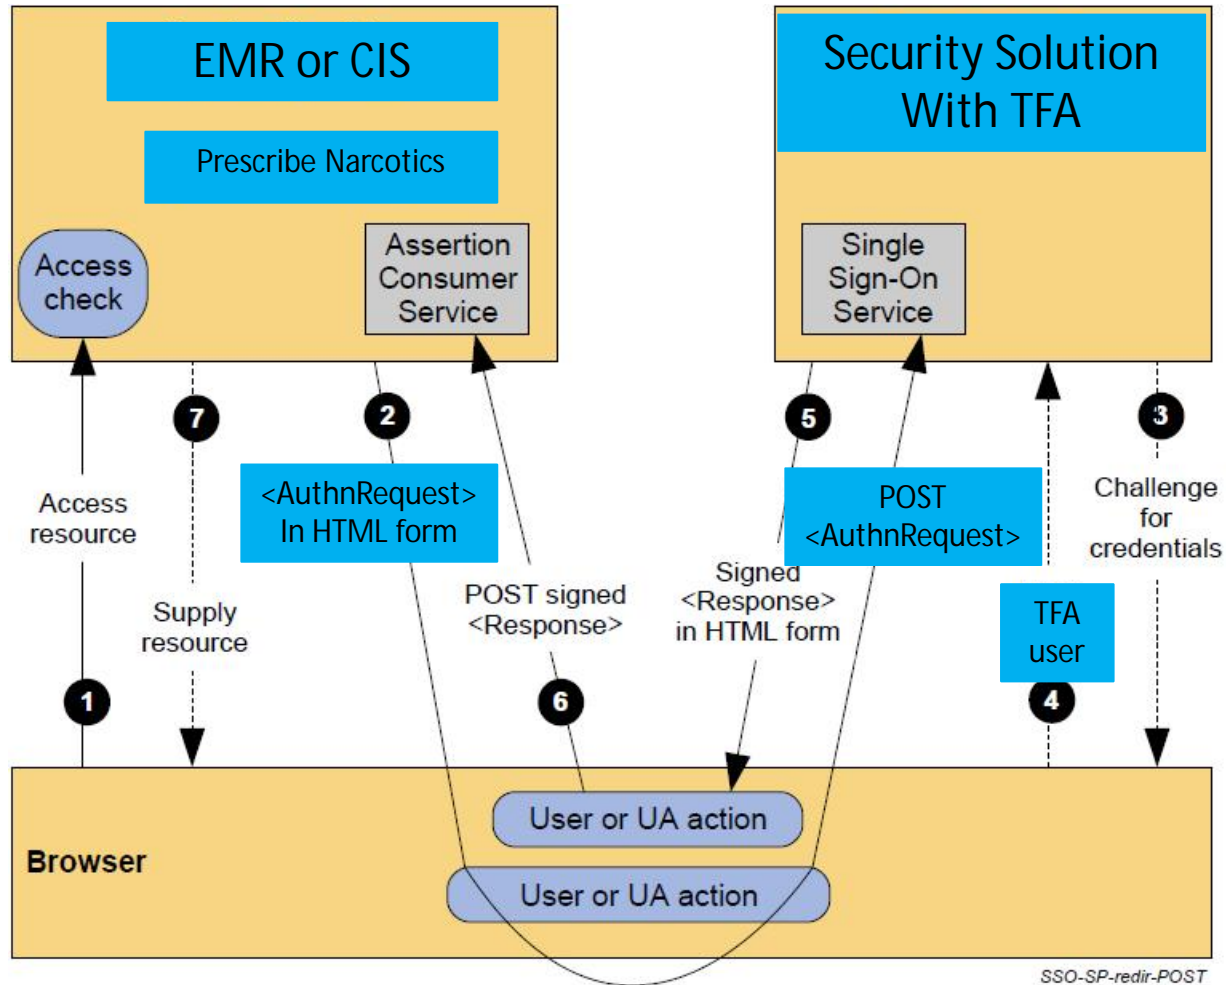 EMR or CIS
Prescribe Narcotics
Access
check
Assertion
Consumer
Service
Security Solution
With TFA
Single
Sign-On
Service
7
2
5
3
Access
resource
<AuthnRequest>
In HTML form
POST
<AuthnRequest>
Challenge
for
credentials
Supply
resource
POST signed
<Response>
Signed
<Response>
in HTML form
TFA
user
1
6
4
User or UA action
Browser
User or UA action
SSO-SP-redir-POST